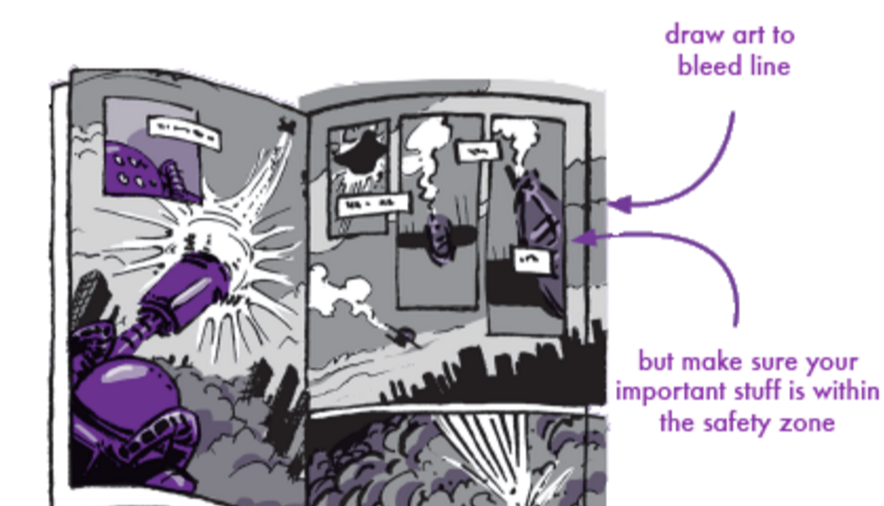 draw art to
bleed line
but make sure your
important stuff is within
the safety zone